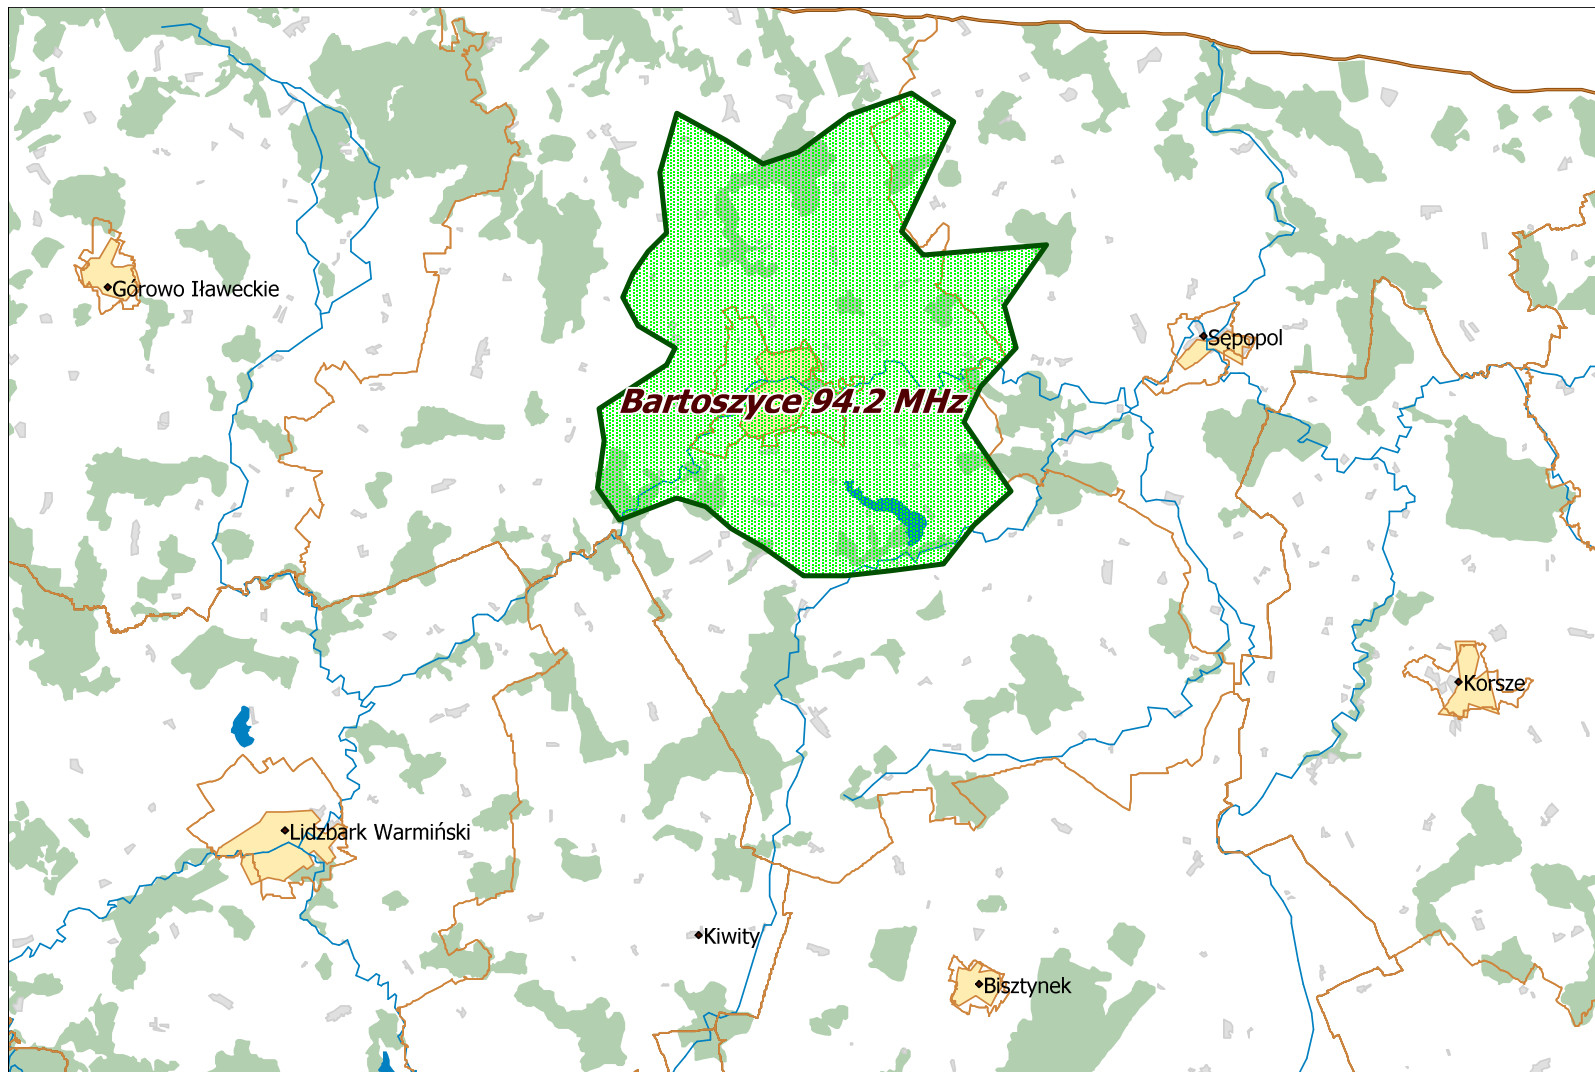 Górowo Iławeckie
Sępopol
Bartoszyce 94.2 MHz
Korsze
Lidzbark Warmiński
Kiwity
Bisztynek